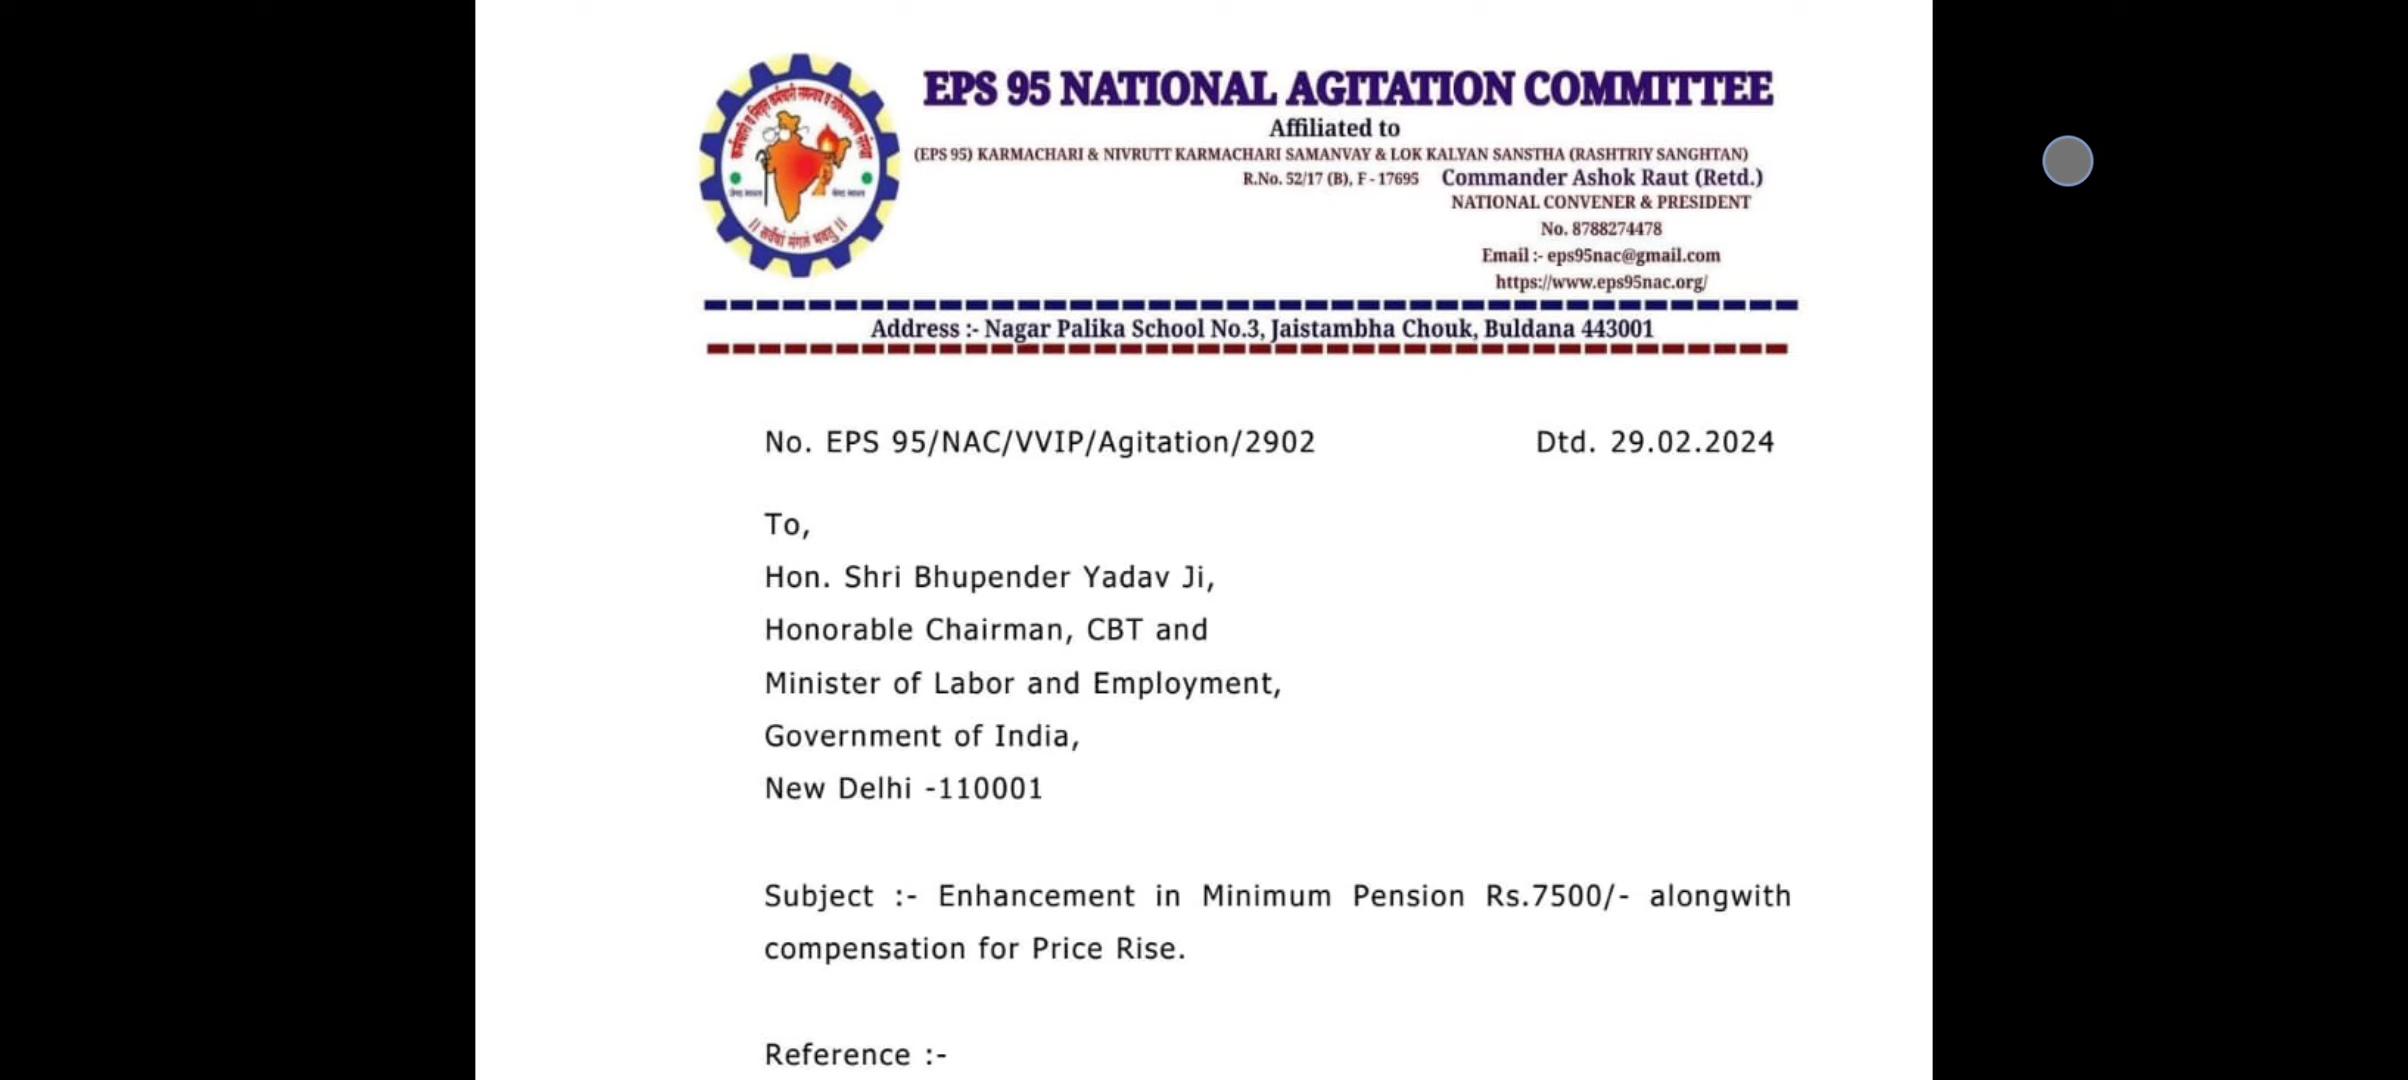 EPS 95 NATIONAL AGITATION COMMITTEE
Affiliated to
(EPS 95) KARMACHARI & NIVRUTT KARMACHARI SAMANVAY & LOK KALYAN SANSTHA (RASHTRIY SANGHTAN)
R.No. 52/17 (B), F - 17695 Commander Ashok Raut (Retd.)
NATIONAL CONVENER & PRESIDENT
No. 8788274478
Email :- eps95nac@gmail.com
https://www.eps95nac.org/
|| सर्वेषां मंगलं भवतु ||
Address :- Nagar Palika School No.3, Jaistambha Chouk, Buldana 443001
No. EPS 95/NAC/VVIP/Agitation/2902 Dtd. 29.02.2024
To,
Hon. Shri Bhupender Yadav Ji,
Honorable Chairman, CBT and
Minister of Labor and Employment,
Government of India,
New Delhi -110001
Subject :- Enhancement in Minimum Pension Rs.7500/- alongwith
compensation for Price Rise.
Reference :-